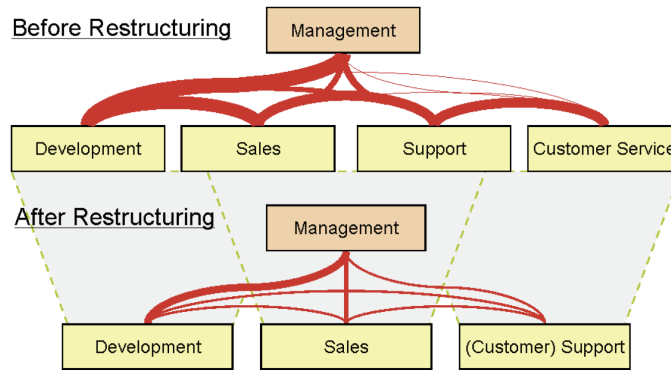 Before Restructuring
Management
Development
Sales
Support
Customer Service
After Restructuring
Management
Development
Sales
(Customer) Support